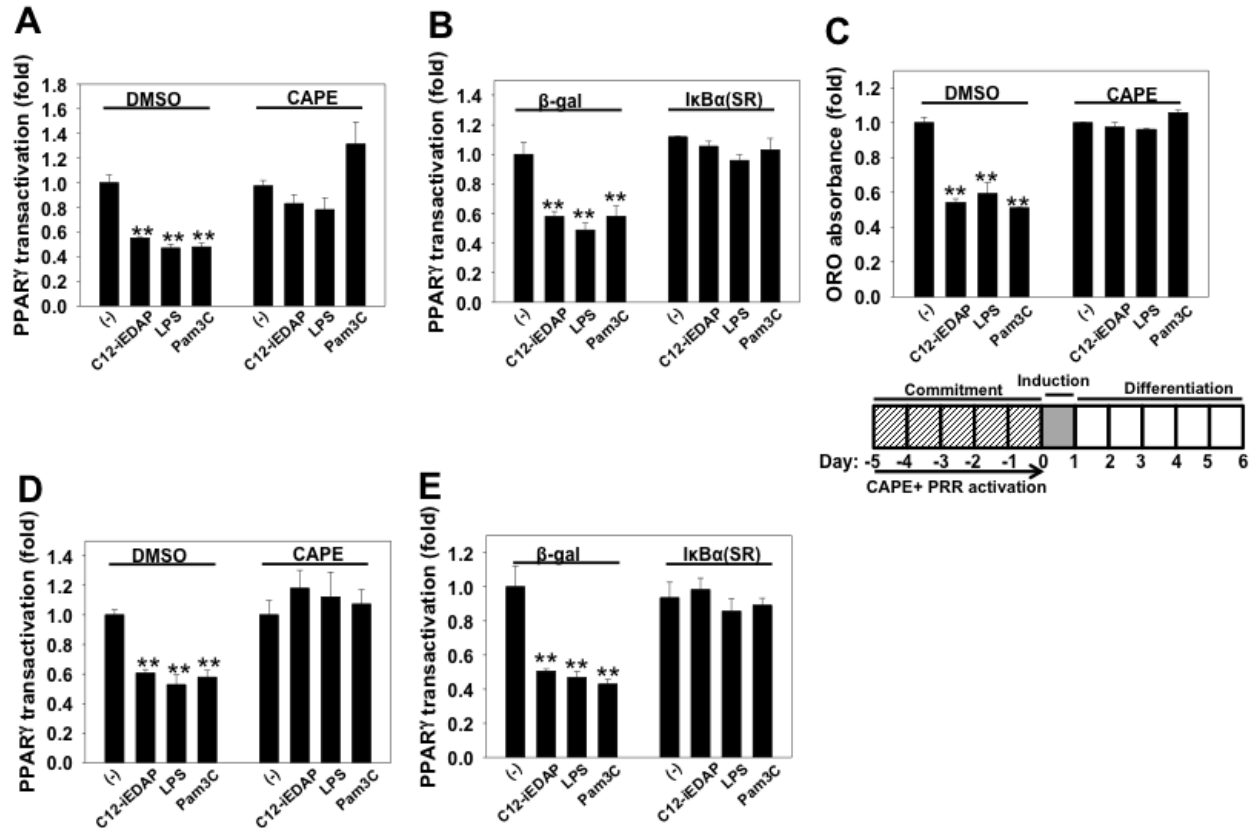 A
PPARγ transactivation (fold)
1.8
1.6
1.4
1.2
1.0
0.8
0.6
0.4
0.2
0.0
DMSO
CAPE
** ** **
(-)
C12-iEDAP
LPS
Pam3C
(-)
C12-iEDAP
LPS
Pam3C
B
PPARγ transactivation (fold)
1.4
1.2
1.0
0.8
0.6
0.4
0.2
0.0
β-gal
IκBα(SR)
** ** **
(-)
C12-iEDAP
LPS
Pam3C
(-)
C12-iEDAP
LPS
Pam3C
C
ORO absorbance (fold)
1.2
1.0
0.8
0.6
0.4
0.2
0.0
DMSO
CAPE
** ** **
(-)
C12-iEDAP
LPS
Pam3C
(-)
C12-iEDAP
LPS
Pam3C
Commitment Induction Differentiation
Day: -5 -4 -3 -2 -1 0 1 2 3 4 5 6
CAPE+ PRR activation
D
PPARγ transactivation (fold)
1.4
1.2
1.0
0.8
0.6
0.4
0.2
0.0
DMSO
CAPE
** ** **
(-)
C12-iEDAP
LPS
Pam3C
(-)
C12-iEDAP
LPS
Pam3C
E
PPARγ transactivation (fold)
1.2
1.0
0.8
0.6
0.4
0.2
0.0
β-gal
IκBα(SR)
** ** **
(-)
C12-iEDAP
LPS
Pam3C
(-)
C12-iEDAP
LPS
Pam3C